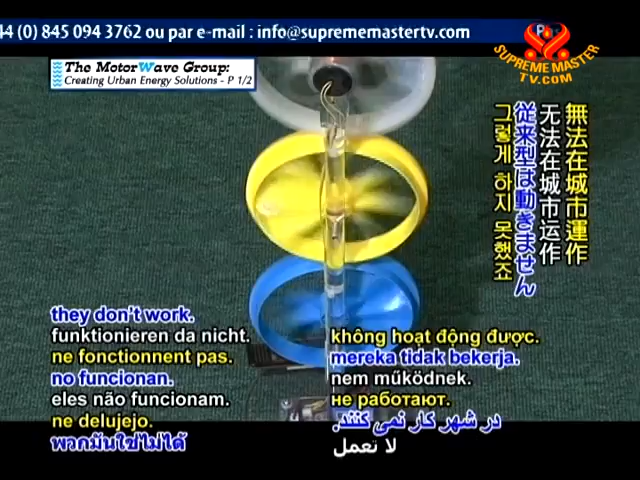 44 (0) 845 094 3762 ou par e-mail : info@suprememastertv.com
The MotorWave Group:
Creating Urban Energy Solutions - P 1/2
SUPREME MASTER
TV.COM
無法在城市運作
无法在城市运作
従来型は動きません
그렇게 하지 못했죠
they don't work.
funktionieren da nicht.
ne fonctionnent pas.
no funcionan.
eles não funcionam.
ne delujejo.
พวกมันใช้ไม่ได้
không hoạt động được.
mereka tidak bekerja.
nem működnek.
не работают.
در شهر کار نمی کنند.
لا تعمل